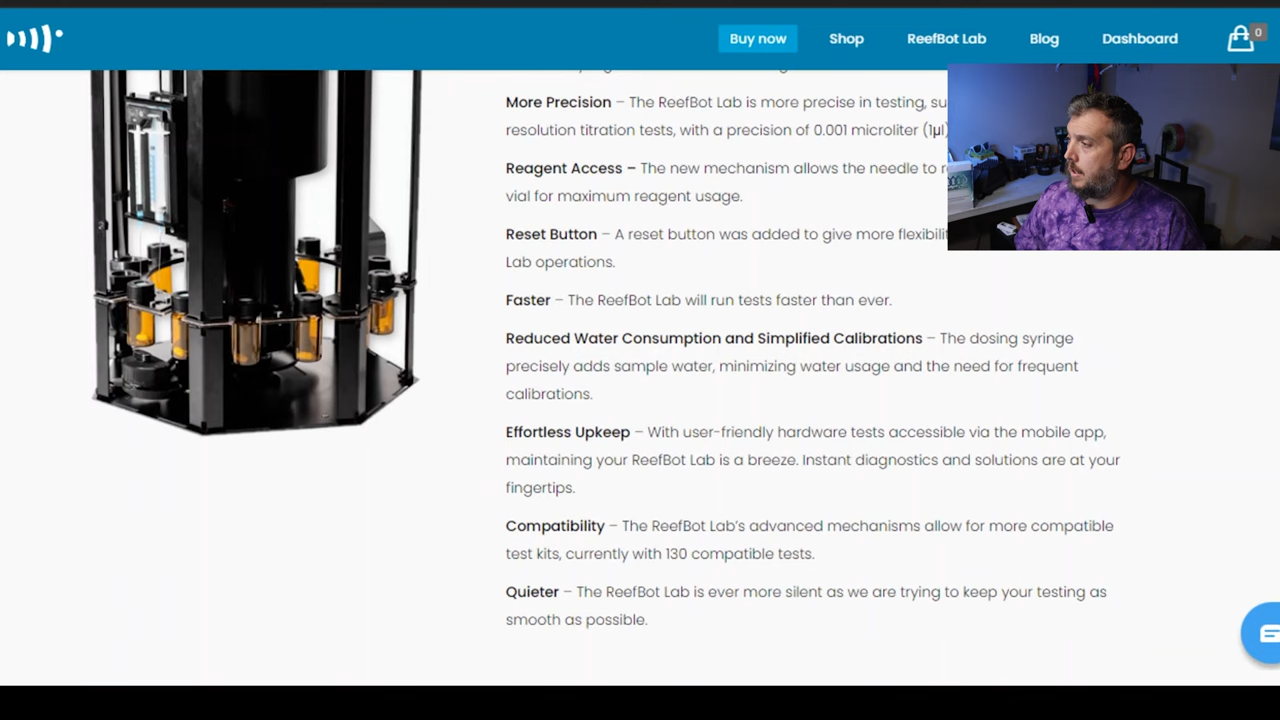 Buy now
Shop
ReefBot Lab
Blog
Dashboard
0
More Precision – The ReefBot Lab is more precise in testing,
resolution titration tests, with a precision of 0.001 microliter (1µl)
Reagent Access – The new mechanism allows the needle to
vial for maximum reagent usage.
Reset Button – A reset button was added to give more
Lab operations.
Faster – The ReefBot Lab will run tests faster than ever.
Reduced Water Consumption and Simplified Calibrations – The dosing syringe
precisely adds sample water, minimizing water usage and the need for frequent
calibrations.
Effortless Upkeep – With user-friendly hardware tests accessible via the mobile app,
maintaining your ReefBot Lab is a breeze. Instant diagnostics and solutions are at your
fingertips.
Compatibility – The ReefBot Lab’s advanced mechanisms allow for more compatible
test kits, currently with 130 compatible tests.
Quieter – The ReefBot Lab is ever more silent as we are trying to keep your testing as
smooth as possible.